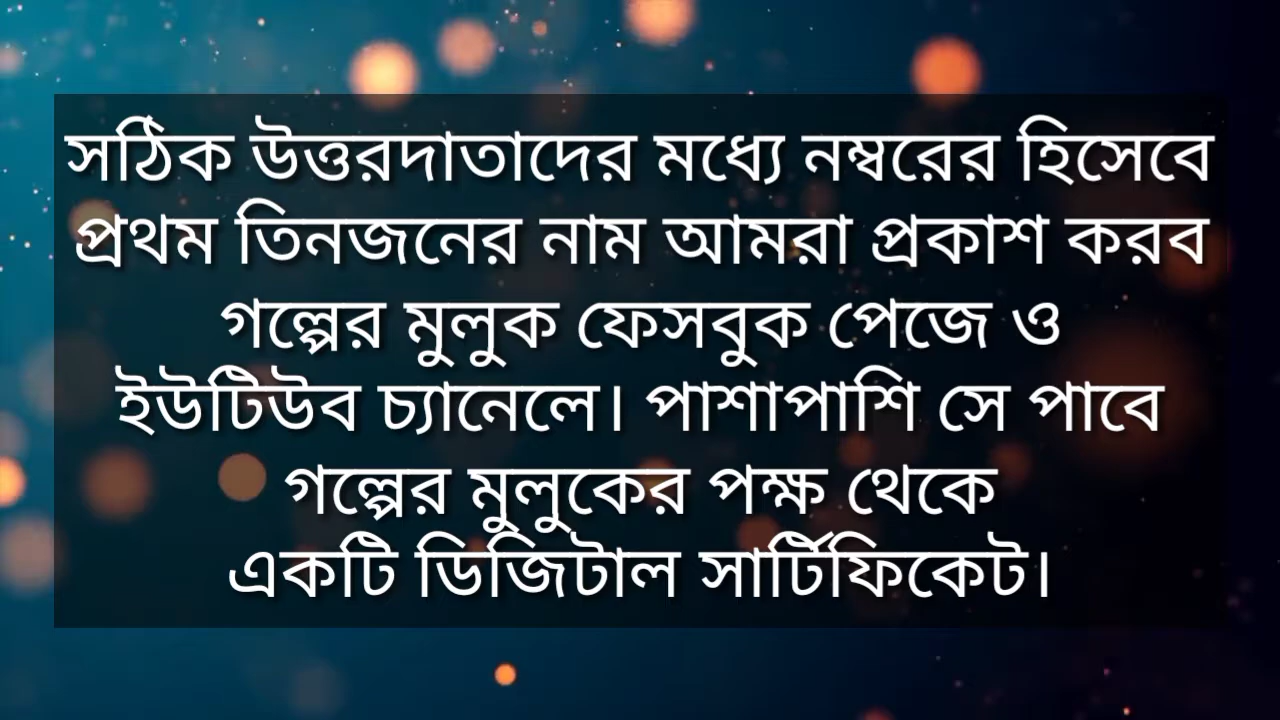 সঠিক উত্তরদাতাদের মধ্যে নম্বরের হিসেবে
প্রথম তিনজনের নাম আমরা প্রকাশ করব
গল্পের মুলুক ফেসবুক পেজে ও
ইউটিউব চ্যানেলে। পাশাপাশি সে পাবে
গল্পের মুলুকের পক্ষ থেকে
একটি ডিজিটাল সার্টিফিকেট।